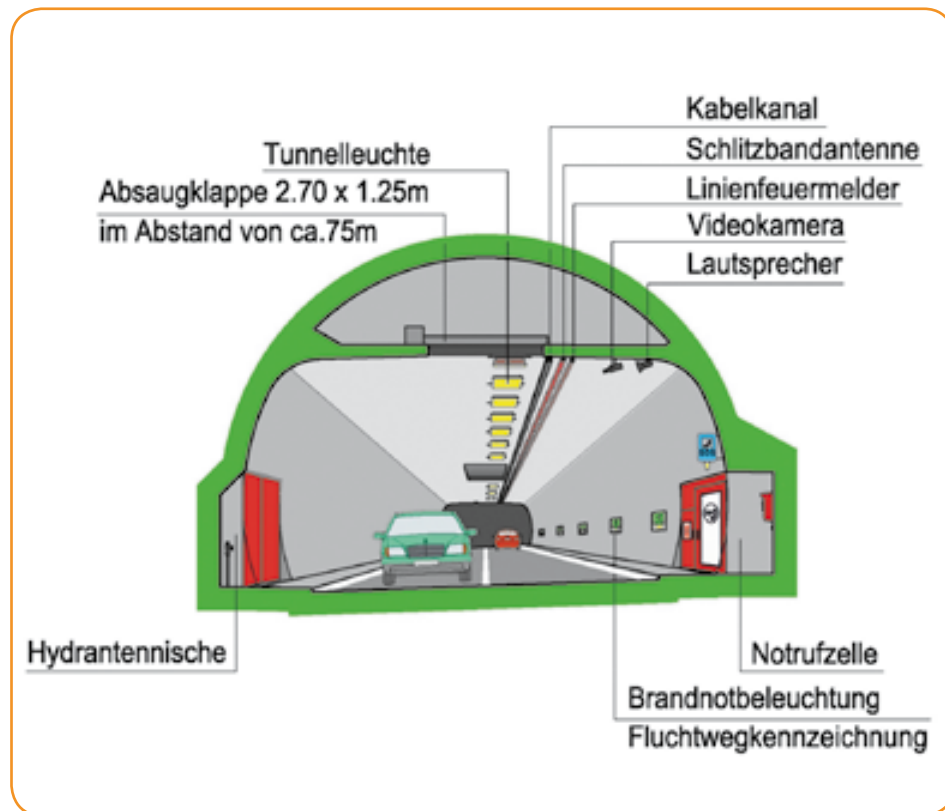 Kabelkanal
Schlitzbandantenne
Linienfeuermelder
Videokamera
Lautsprecher
Tunnelleuchte
Absaugklappe 2.70 x 1.25m
im Abstand von ca.75m
SOS
Hydrantennische
Notrufzelle
Brandnotbeleuchtung
Fluchtwegkennzeichnung